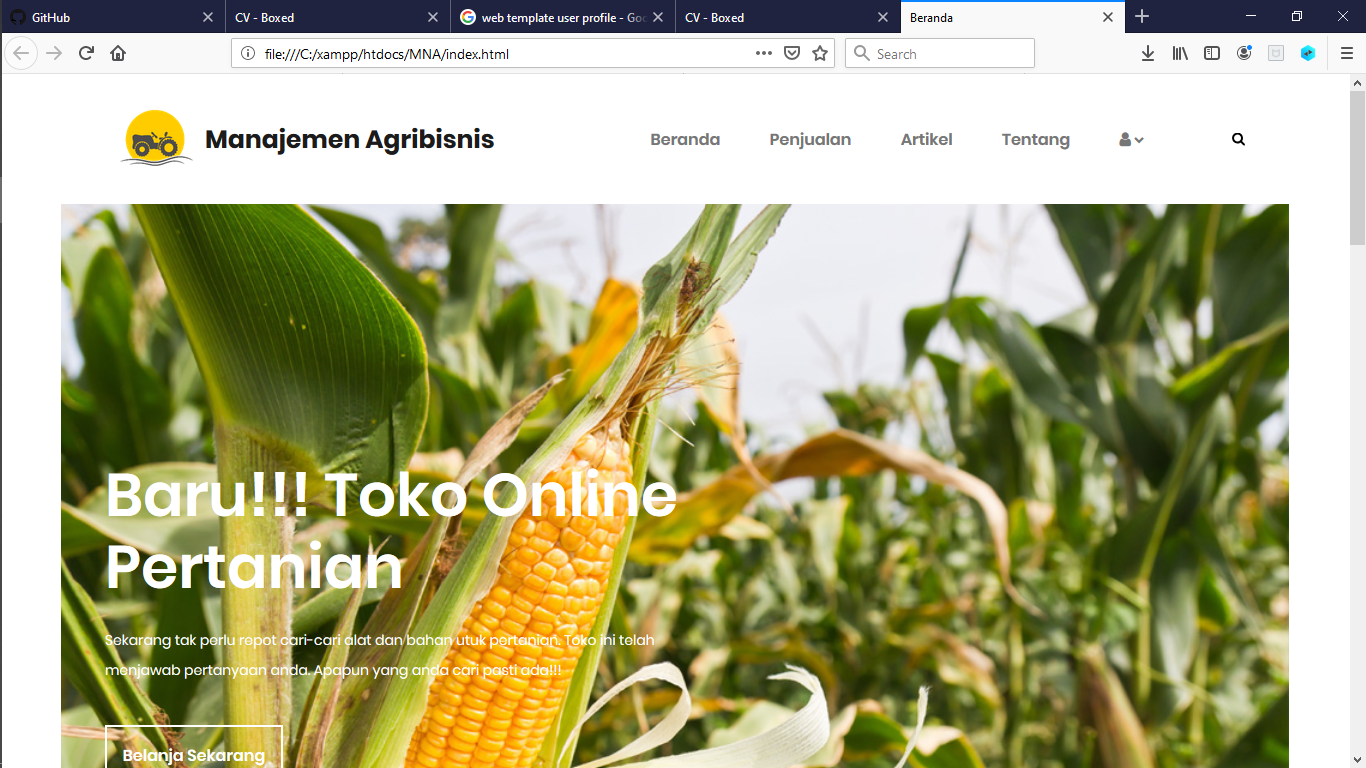 GitHub
CV - Boxed
web template user profile - Goo
CV - Boxed
Beranda
file:///C:/xampp/htdocs/MNA/index.html
Search
Manajemen Agribisnis
Beranda
Penjualan
Artikel
Tentang
Baru!!! Toko Online
Pertanian
Sekarang tak perlu repot cari-cari alat dan bahan utuk pertanian. Toko ini telah
menjawab pertanyaan anda. Apapun yang anda cari pasti ada!!!
Belanja Sekarang